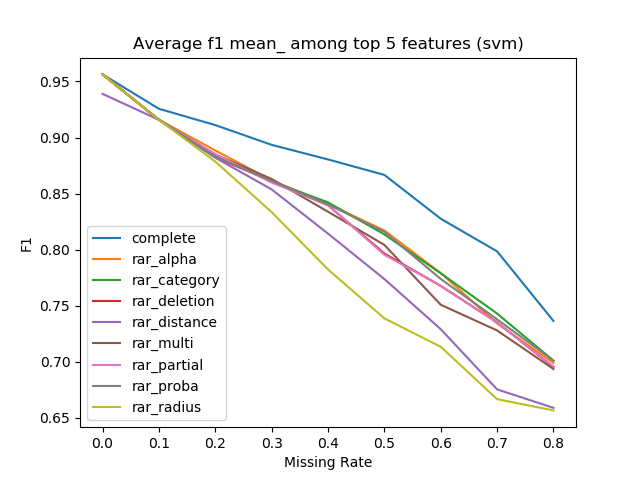 Average f1 mean_ among top 5 features (svm)
0.95
0.90
0.85
0.80
0.75
0.70
0.65
F1
complete
rar_alpha
rar_category
rar_deletion
rar_distance
rar_multi
rar_partial
rar_proba
rar_radius
0.0 0.1 0.2 0.3 0.4 0.5 0.6 0.7 0.8
Missing Rate